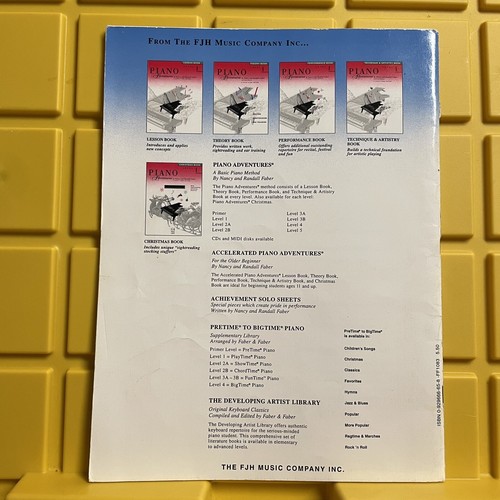 FROM THE FJH MUSIC COMPANY INC...
PIANO
PIANO
PIANO
PIANO
LESSON BOOK
Introduces and applies
new concepts
THEORY BOOK
Provides written work,
sightreading and ear training
PERFORMANCE BOOK
Offers additional outstanding
repertoire for recital, festival
and fun
TECHNIQUE & ARTISTRY
BOOK
Builds a technical foundation
for artistic playing
PIANO
CHRISTMAS BOOK
Includes unique "sightreading
stocking stuffers"
PIANO ADVENTURES®
A Basic Piano Method
By Nancy and Randall Faber
The Piano Adventures® method consists of a Lesson Book,
Theory Book, Performance Book, and Technique & Artistry
Book at every level. Also available for each level:
Piano Adventures® Christmas
Primer
Level 1
Level 2A
Level 2B
Level 3A
Level 3B
Level 4
Level 5
CDs and MIDI disks available
ACCELERATED PIANO ADVENTURES®
For the Older Beginner
By Nancy and Randall Faber
The Accelerated Piano Adventures® Lesson Book, Theory Book,
Performance Book, Technique & Artistry Book, and Christmas
Book are ideal for beginning students ages 11 and up.
ACHIEVEMENT SOLO SHEETS
Special pieces which create pride in performance
Written by Nancy and Randall Faber
PRETIME® TO BIGTIME® PIANO
Supplementary Library
Arranged by Faber & Faber
Primer Level = PreTime® Piano
Level 1 = PlayTime® Piano
Level 2A = ShowTime® Piano
Level 2B = ChordTime® Piano
Level 3A - 3B = FunTime® Piano
Level 4 = BigTime® Piano
PreTime® to BigTime®
is available in:
Children's Songs
Christmas
Classics
Favorites
Hymns
Jazz & Blues
Popular
More Popular
Ragtime & Marches
Rock 'n Roll
THE DEVELOPING ARTIST LIBRARY
Original Keyboard Classics
Compiled and Edited by Faber & Faber
The Developing Artist Library offers authentic
keyboard repertoire for the serious-minded
piano student. This comprehensive set of
literature books is available in elementary
to advanced levels.
THE FJH MUSIC COMPANY INC.